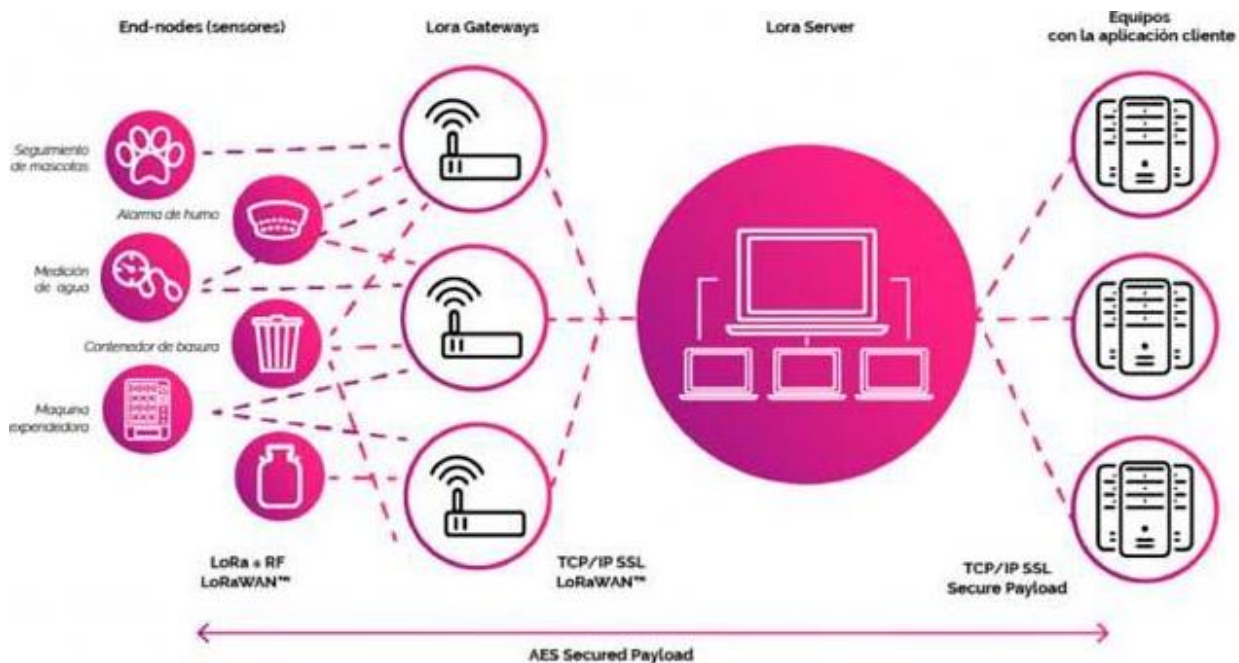 End-nodes (sensores)
Lora Gateways
Lora Server
Equipos
con la aplicación cliente
Seguimiento
de mascotas
Alarma de humo
Medición
de agua
Contenedor de basura
Maquina
expendedora
LoRa + RF
LoRaWAN™
TCP/IP SSL
LoRaWAN™
TCP/IP SSL
Secure Payload
AES Secured Payload